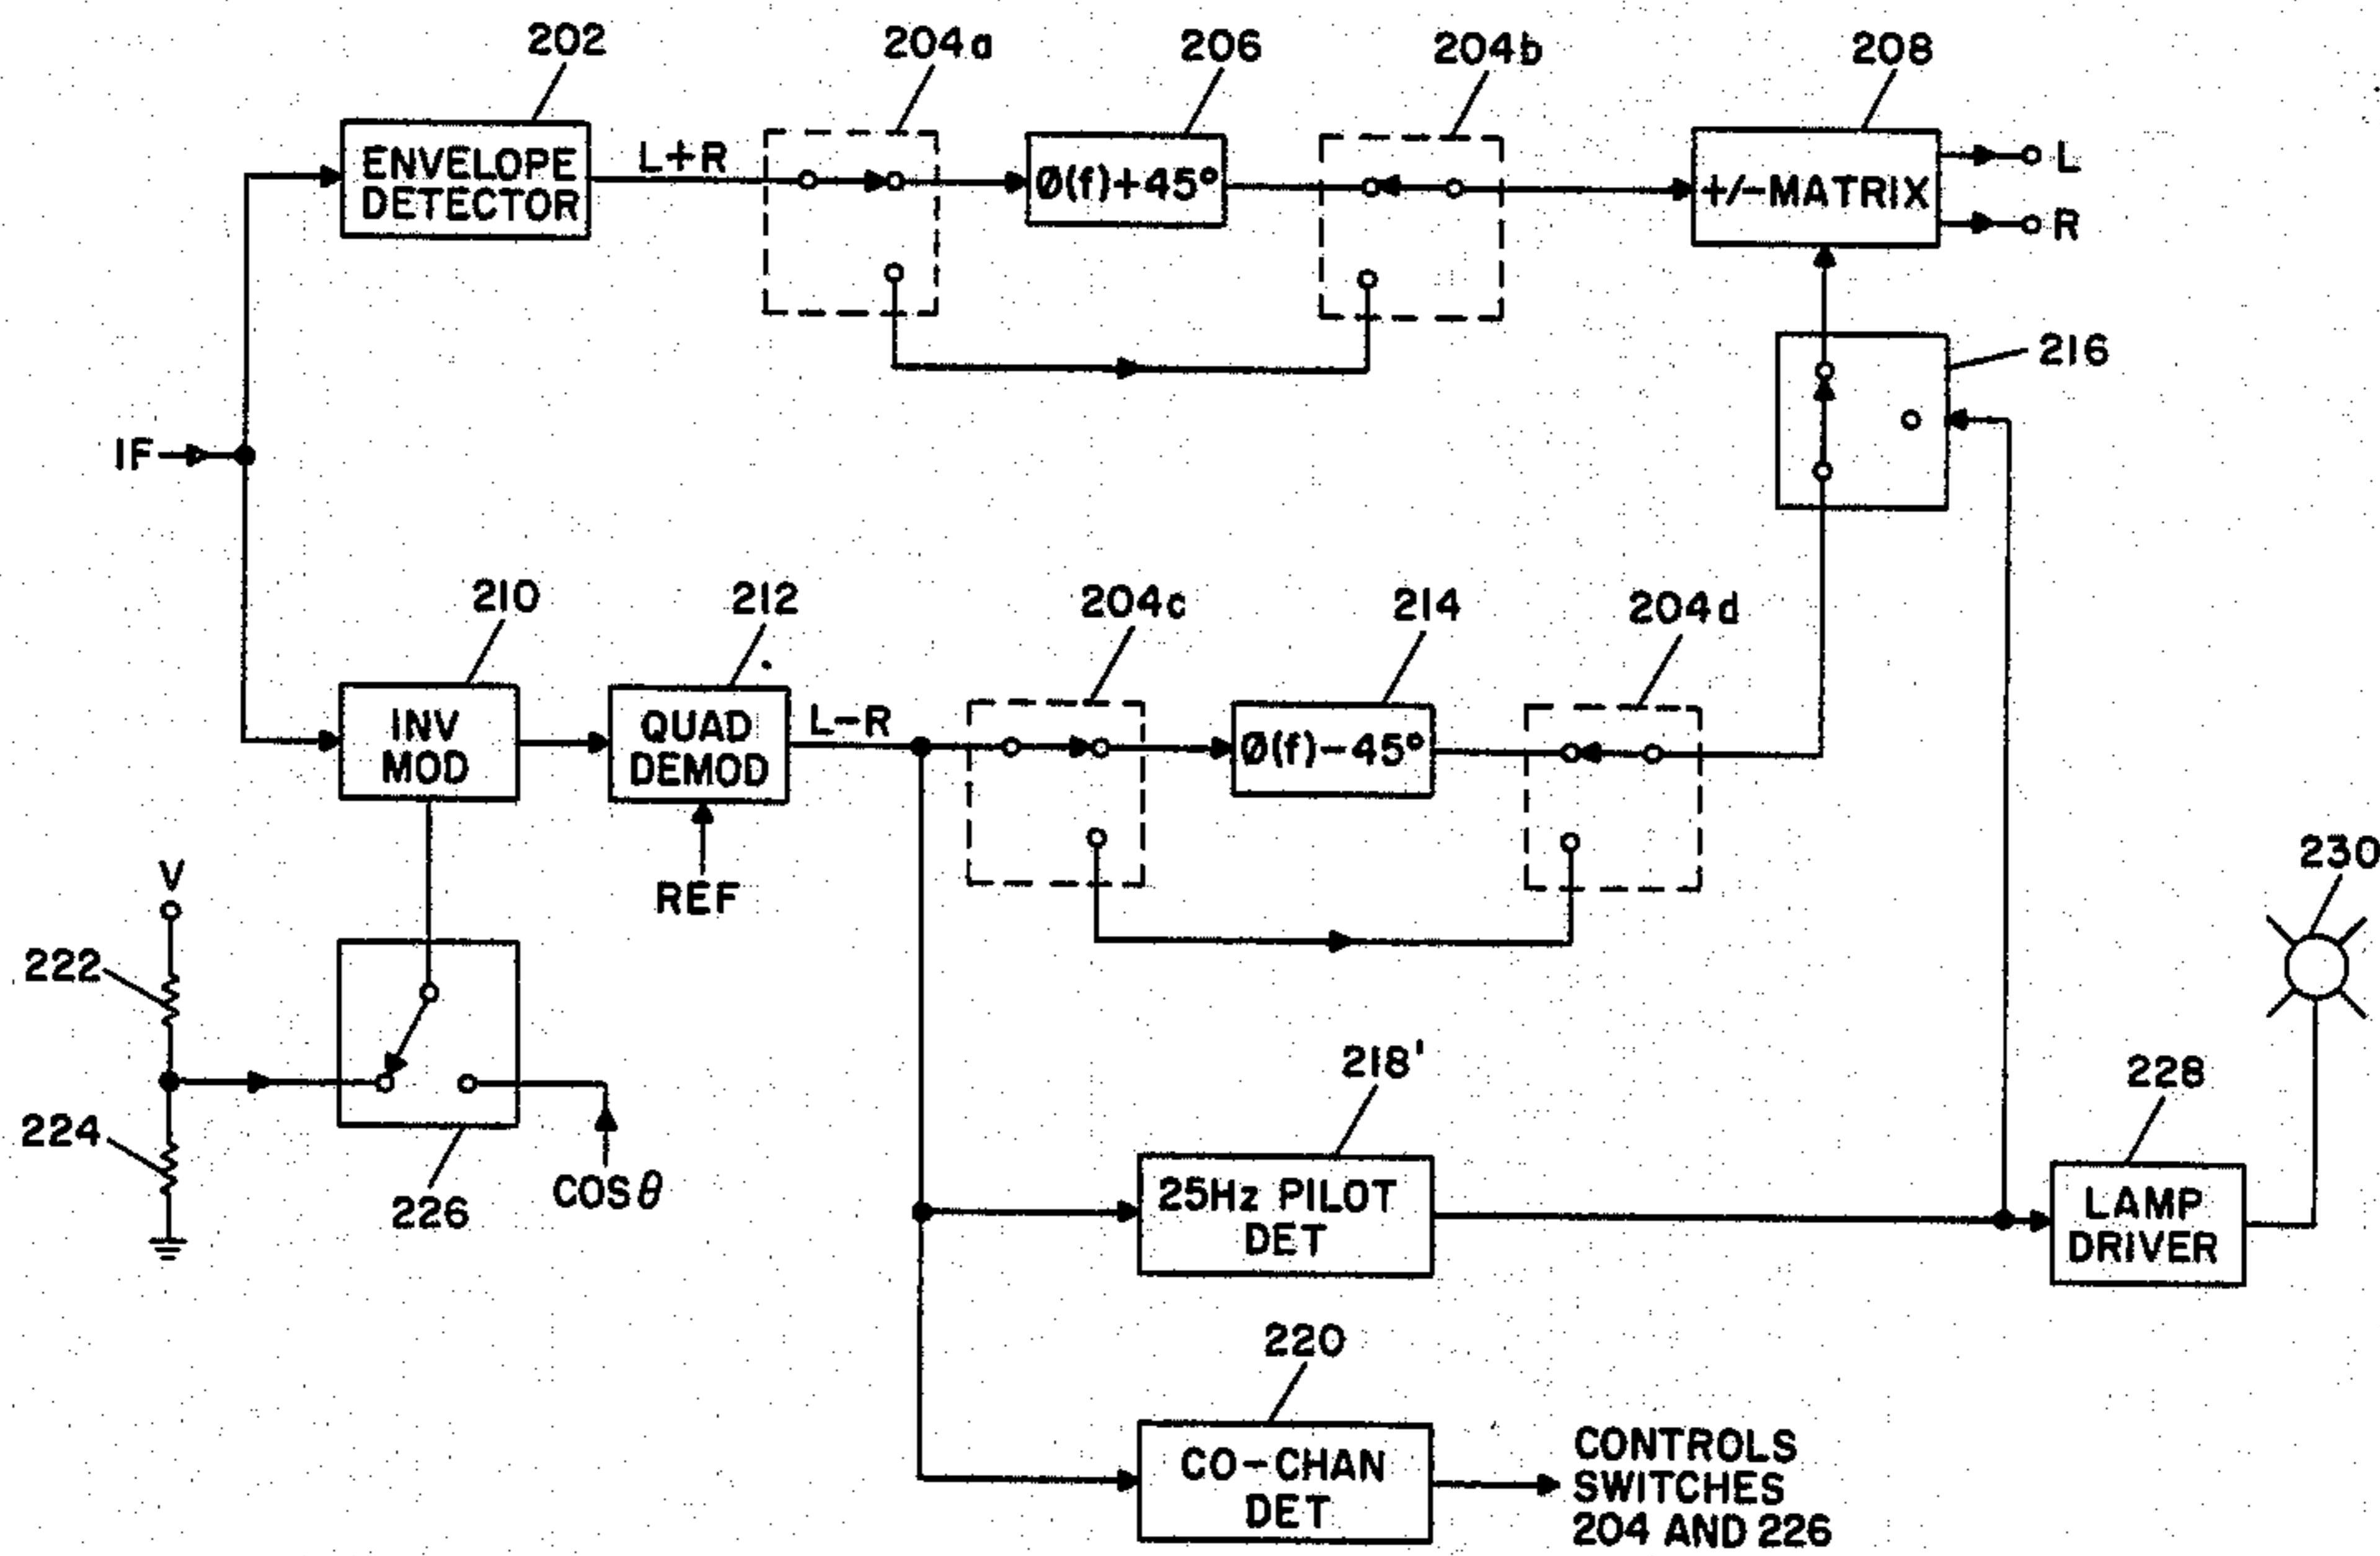 202
204a
206
204b
208
ENVELOPE
DETECTOR
L+R
Ø(f)+45°
+/-MATRIX
L
R
216
IF
210
212
204c
214
204d
INV
MOD
QUAD
DEMOD
L-R
Ø(f)-45°
REF
V
222
224
226
COS θ
230
218'
228
25Hz PILOT
DET
LAMP
DRIVER
220
CO-CHAN
DET
CONTROLS
SWITCHES
204 AND 226